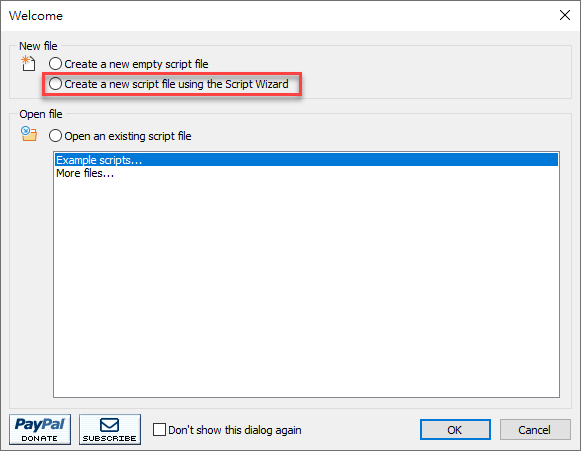 Welcome
New file
Create a new empty script file
Create a new script file using the Script Wizard
Open file
Open an existing script file
Example scripts...
More files...
PayPal
DONATE
SUBSCRIBE
Don't show this dialog again
OK
Cancel